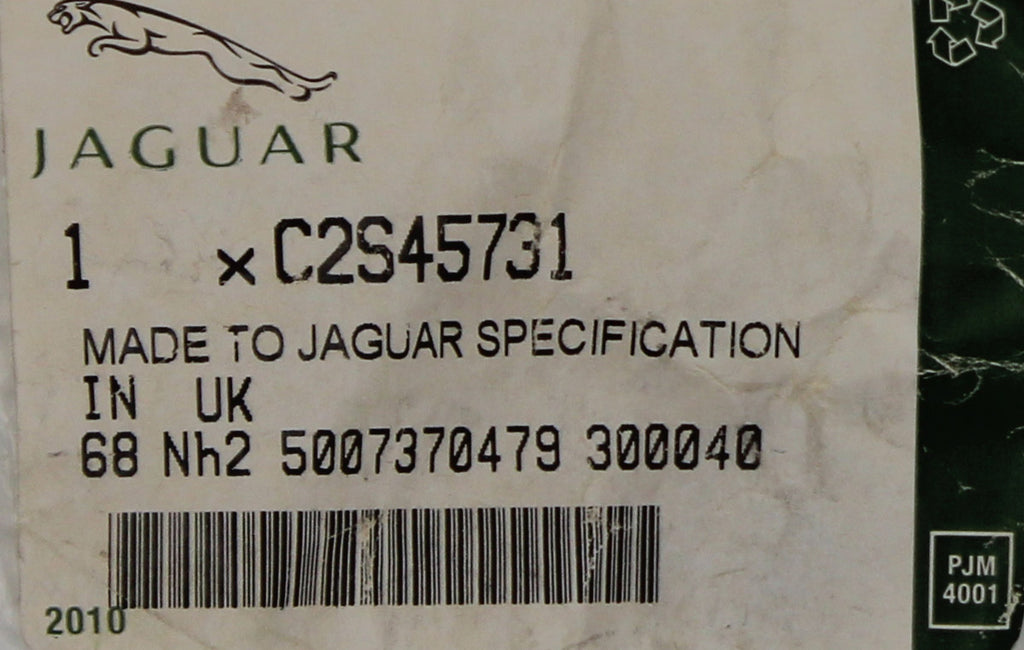 JAGUAR
1 x C2S45731
MADE TO JAGUAR SPECIFICATION
IN UK
68 Nh2 5007370479 300040
2010
PJM
4001